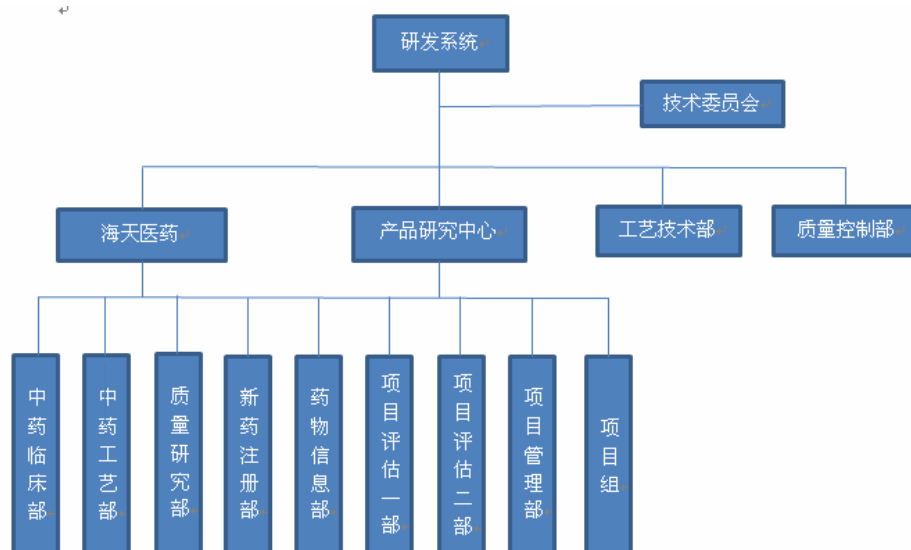 研发系统
技术委员会
海天医药
产品研究中心
工艺技术部
质量控制部
中药临床部
中药工艺部
质量研究部
新药注册部
药物信息部
项目评估一部
项目评估二部
项目管理部
项目组